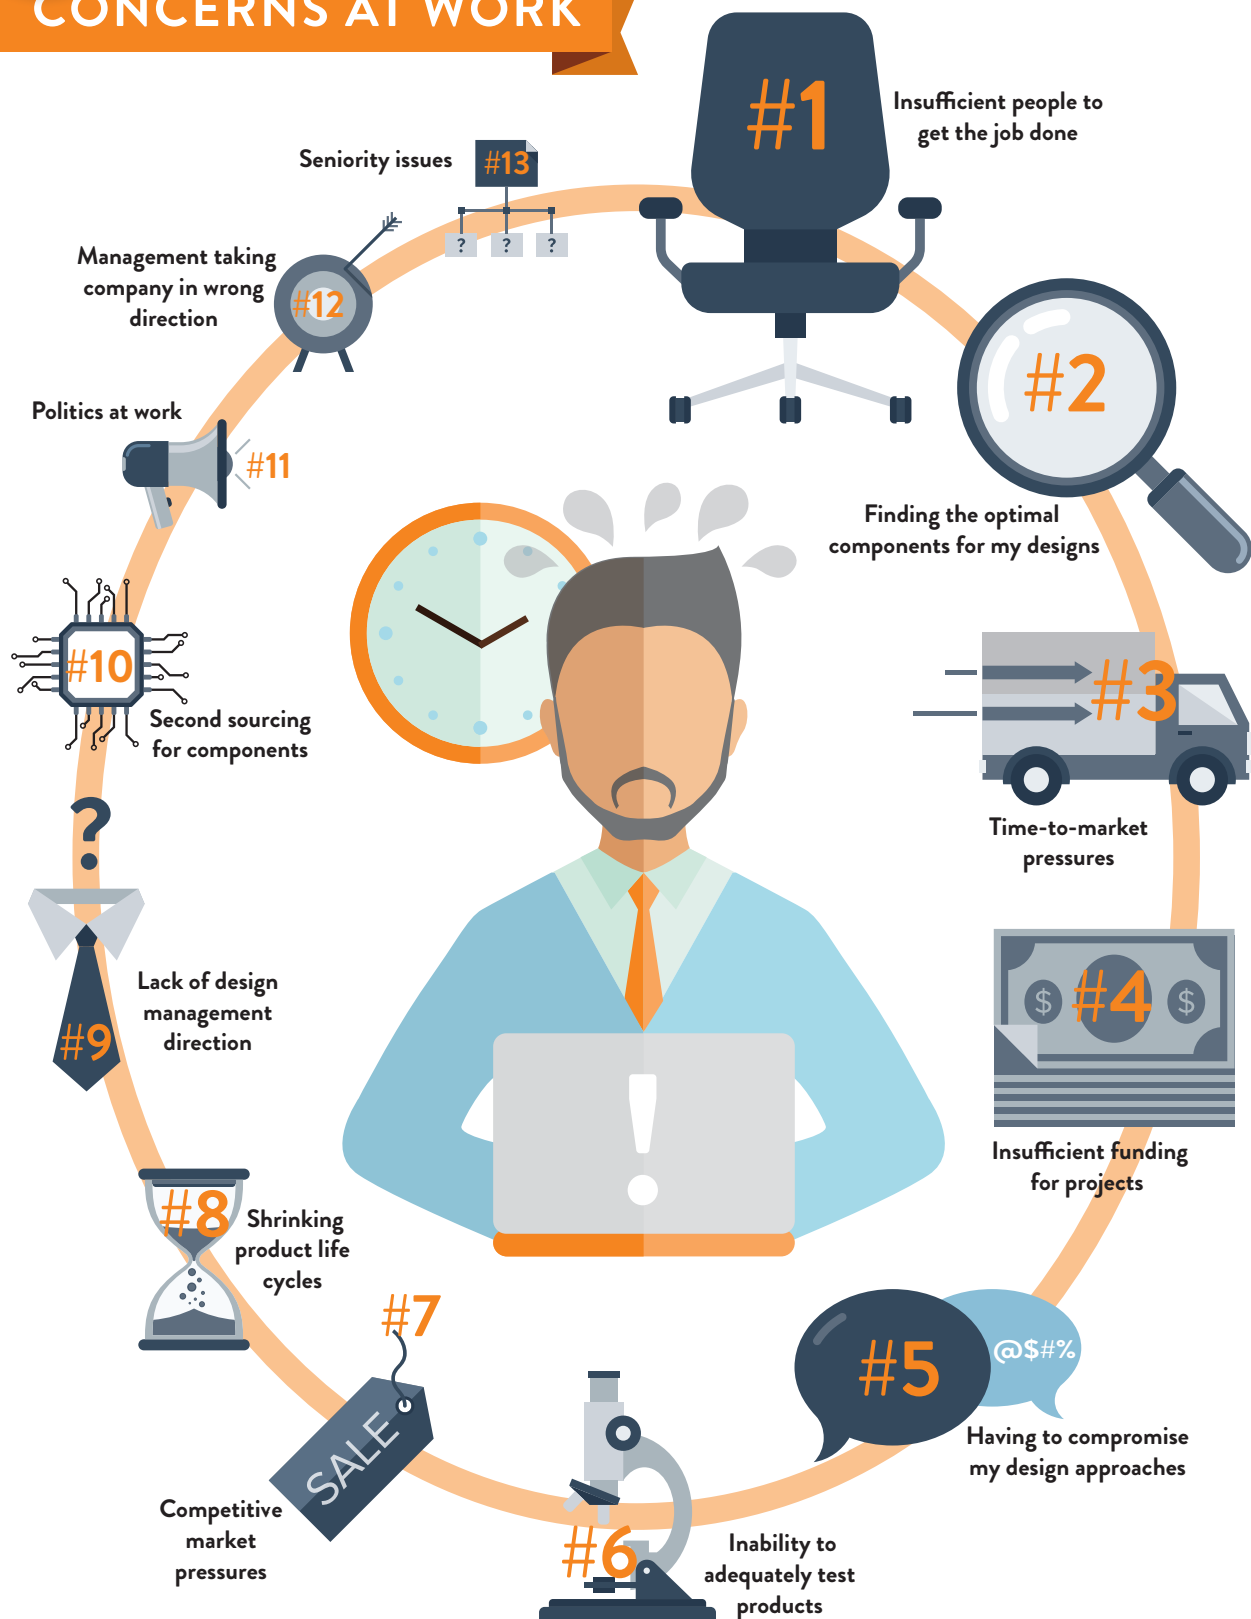 CONCERNS AT WORK
#1
Insufficient people to
get the job done
#2
Finding the optimal
components for my designs
#3
Time-to-market
pressures
$
#4
$
Insufficient funding
for projects
#5
@$#%
Having to compromise
my design approaches
#6
Inability to
adequately test
products
#7
SALE
Competitive
market
pressures
#8
Shrinking
product life
cycles
?
#9
Lack of design
management
direction
#10
Second sourcing
for components
Politics at work
#11
Management taking
company in wrong
direction
#12
Seniority issues
#13
? ? ?
!